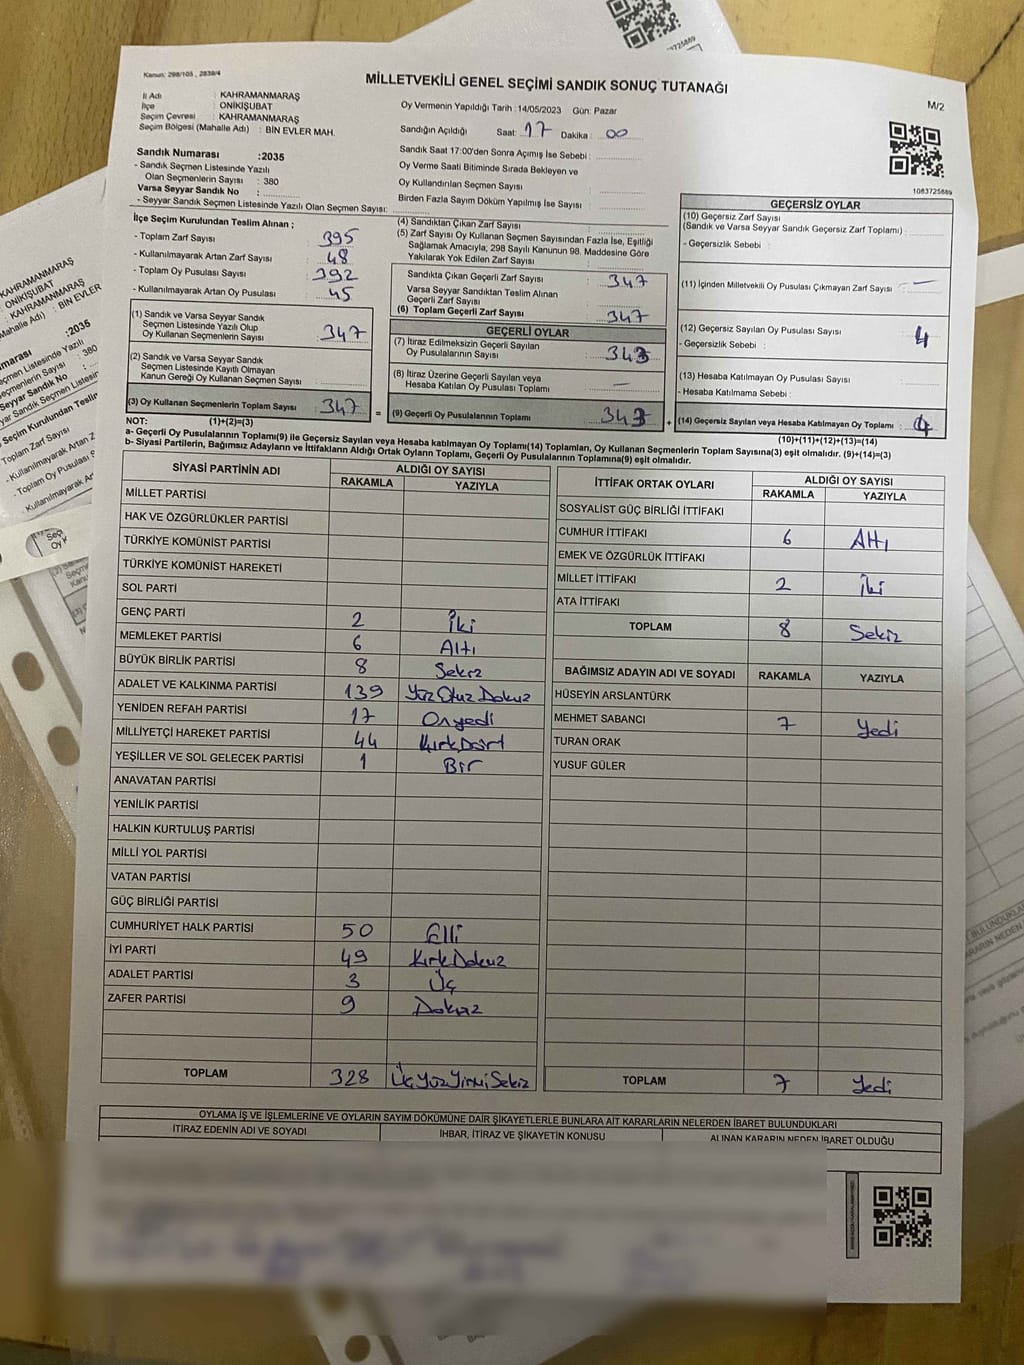 Kanun: 298/105 , 2839/4
MİLLETVEKİLİ GENEL SEÇİMİ SANDIK SONUÇ TUTANAĞI
M/2
İl Adı : KAHRAMANMARAŞ
İlçe : ONİKİŞUBAT
Seçim Çevresi : KAHRAMANMARAŞ
Seçim Bölgesi (Mahalle Adı) : BİN EVLER MAH.
Sandık Numarası :2035
- Sandık Seçmen Listesinde Yazılı
Olan Seçmenlerin Sayısı : 380
Varsa Seyyar Sandık No :
- Seyyar Sandık Seçmen Listesinde Yazılı Olan Seçmen Sayısı:
Oy Vermenin Yapıldığı Tarih :14/05/2023 Gün: Pazar
Sandığın Açıldığı Saat: 17 Dakika : 00
Sandık Saat 17:00'den Sonra Açılmış İse Sebebi :
Oy Verme Saati Bitiminde Sırada Bekleyen ve
Oy Kullandırılan Seçmen Sayısı :
Birden Fazla Sayım Döküm Yapılmış İse Sayısı :
1083725889
İlçe Seçim Kurulundan Teslim Alınan ;
- Toplam Zarf Sayısı : 395
- Kullanılmayarak Artan Zarf Sayısı : 48
- Toplam Oy Pusulası Sayısı : 392
- Kullanılmayarak Artan Oy Pusulası : 45
(4) Sandıktan Çıkan Zarf Sayısı :
(5) Zarf Sayısı Oy Kullanan Seçmen Sayısından Fazla İse, Eşitliği
Sağlamak Amacıyla; 298 Sayılı Kanunun 98. Maddesine Göre
Yakılarak Yok Edilen Zarf Sayısı :
Sandıkta Çıkan Geçerli Zarf Sayısı : 347
Varsa Seyyar Sandıktan Teslim Alınan
Geçerli Zarf Sayısı :
(6) Toplam Geçerli Zarf Sayısı : 347
GEÇERSİZ OYLAR
(10) Geçersiz Zarf Sayısı
(Sandık ve Varsa Seyyar Sandık Geçersiz Zarf Toplamı) :
- Geçersizlik Sebebi :
(11) İçinden Milletvekili Oy Pusulası Çıkmayan Zarf Sayısı : —
(12) Geçersiz Sayılan Oy Pusulası Sayısı : 4
- Geçersizlik Sebebi :
(13) Hesaba Katılmayan Oy Pusulası Sayısı :
- Hesaba Katılmama Sebebi :
(14) Geçersiz Sayılan veya Hesaba Katılmayan Oy Toplamı : 4
(10)+(11)+(12)+(13)=(14)
(1) Sandık ve Varsa Seyyar Sandık
Seçmen Listesinde Yazılı Olup
Oy Kullanan Seçmenlerin Sayısı : 347
(2) Sandık ve Varsa Seyyar Sandık
Seçmen Listesinde Kayıtlı Olmayan
Kanun Gereği Oy Kullanan Seçmen Sayısı :
(3) Oy Kullanan Seçmenlerin Toplam Sayısı : 347 =
(1)+(2)=(3)
GEÇERLİ OYLAR
(7) İtiraz Edilmeksizin Geçerli Sayılan
Oy Pusulalarının Sayısı : 343
(8) İtiraz Üzerine Geçerli Sayılan veya
Hesaba Katılan Oy Pusulası Toplamı : —
(9) Geçerli Oy Pusulalarının Toplamı : 343 +
NOT:
a- Geçerli Oy Pusulalarının Toplamı(9) ile Geçersiz Sayılan veya Hesaba katılmayan Oy Toplamı(14) Toplamları, Oy Kullanan Seçmenlerin Toplam Sayısına(3) eşit olmalıdır. (9)+(14)=(3)
b- Siyasi Partilerin, Bağımsız Adayların ve İttifakların Aldığı Ortak Oyların Toplamı, Geçerli Oy Pusulalarının Toplamına(9) eşit olmalıdır.
SİYASİ PARTİNİN ADI ALDIĞI OY SAYISI
RAKAMLA YAZIYLA
MİLLET PARTİSİ
HAK VE ÖZGÜRLÜKLER PARTİSİ
TÜRKİYE KOMÜNİST PARTİSİ
TÜRKİYE KOMÜNİST HAREKETİ
SOL PARTİ
GENÇ PARTİ 2 İki
MEMLEKET PARTİSİ 6 Altı
BÜYÜK BİRLİK PARTİSİ 8 Sekiz
ADALET VE KALKINMA PARTİSİ 139 Yüz Otuz Dokuz
YENİDEN REFAH PARTİSİ 17 Onyedi
MİLLİYETÇİ HAREKET PARTİSİ 44 Kırk Dört
YEŞİLLER VE SOL GELECEK PARTİSİ 1 Bir
ANAVATAN PARTİSİ
YENİLİK PARTİSİ
HALKIN KURTULUŞ PARTİSİ
MİLLİ YOL PARTİSİ
VATAN PARTİSİ
GÜÇ BİRLİĞİ PARTİSİ
CUMHURİYET HALK PARTİSİ 50 Elli
İYİ PARTİ 49 Kırk Dokuz
ADALET PARTİSİ 3 Üç
ZAFER PARTİSİ 9 Dokuz
TOPLAM 328 Üç Yüz Yirmi Sekiz
İTTİFAK ORTAK OYLARI ALDIĞI OY SAYISI
RAKAMLA YAZIYLA
SOSYALİST GÜÇ BİRLİĞİ İTTİFAKI
CUMHUR İTTİFAKI 6 Altı
EMEK VE ÖZGÜRLÜK İTTİFAKI
MİLLET İTTİFAKI 2 İki
ATA İTTİFAKI
TOPLAM 8 Sekiz
BAĞIMSIZ ADAYIN ADI VE SOYADI RAKAMLA YAZIYLA
HÜSEYİN ARSLANTÜRK
MEHMET SABANCI 7 Yedi
TURAN ORAK
YUSUF GÜLER
TOPLAM 7 Yedi
OYLAMA İŞ VE İŞLEMLERİNE VE OYLARIN SAYIM DÖKÜMÜNE DAİR ŞİKAYETLERLE BUNLARA AİT KARARLARIN NELERDEN İBARET BULUNDUKLARI
İTİRAZ EDENİN ADI VE SOYADI İHBAR, İTİRAZ VE ŞİKAYETİN KONUSU ALINAN KARARIN NEDEN İBARET OLDUĞU
KAHRAMANMARAŞ
ONİKİŞUBAT
KAHRAMANMARAŞ
BİN EVLER
:2035
: 380